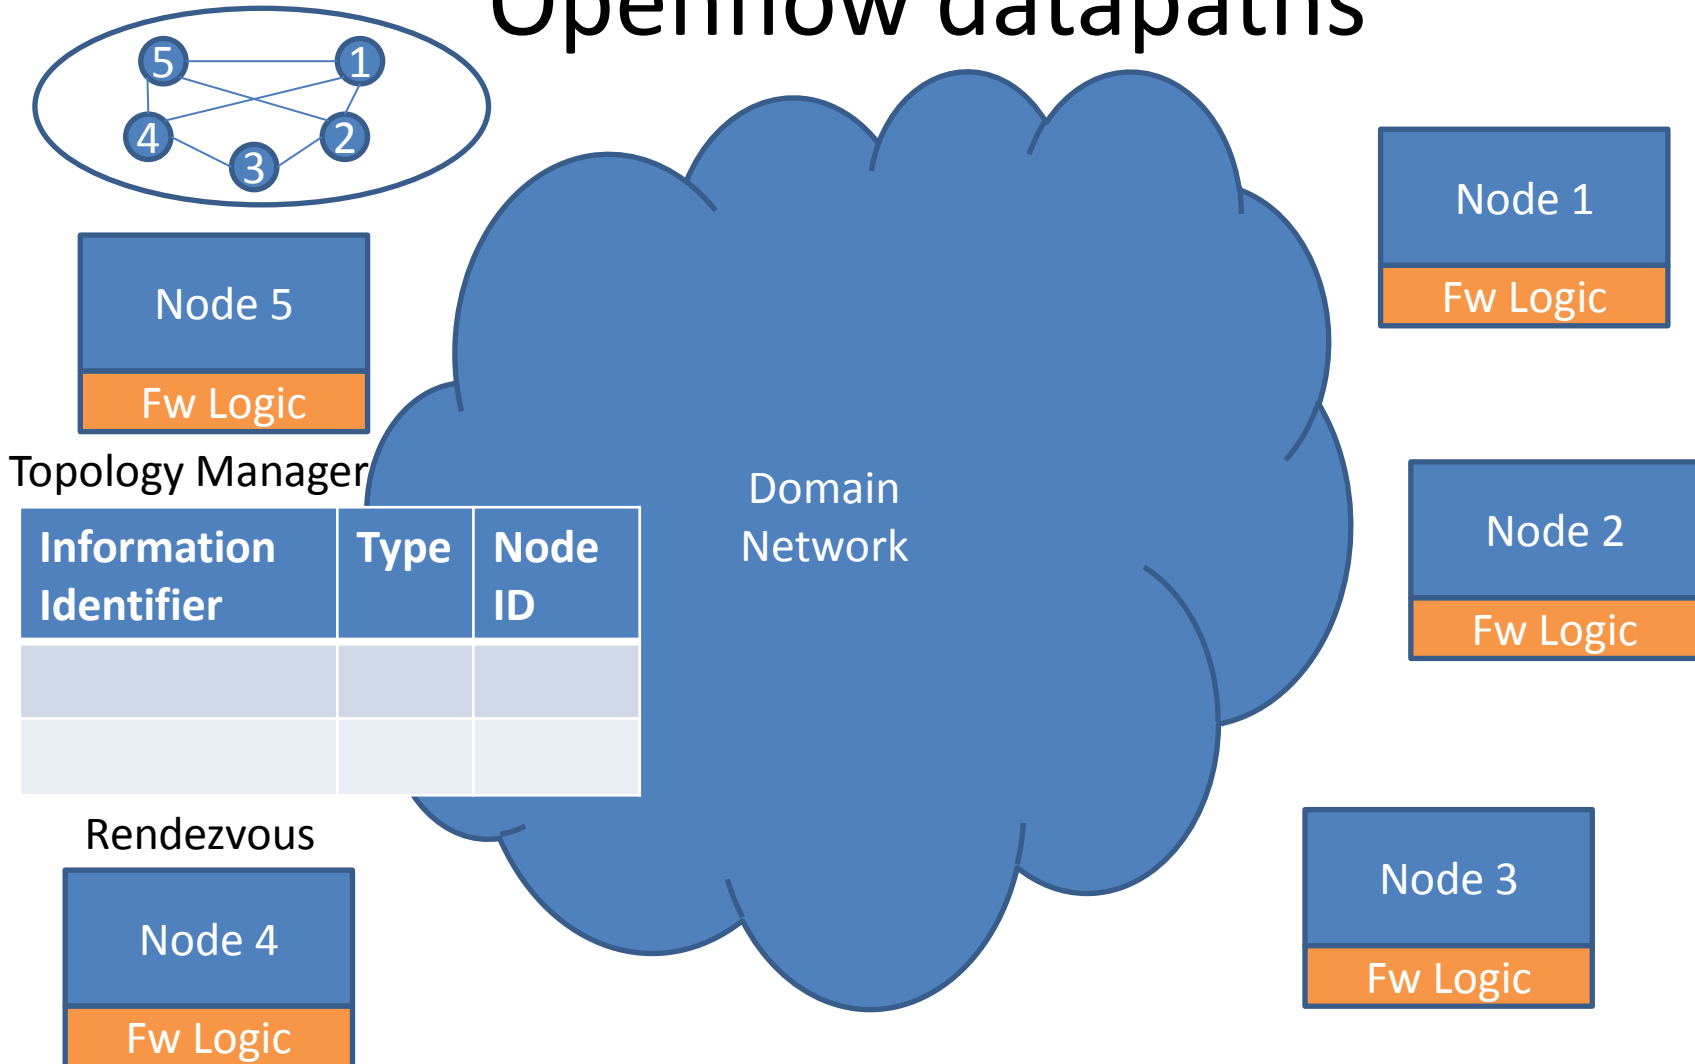 Openflow datapaths
5
1
4
2
3
Node 1
Fw Logic
Node 5
Fw Logic
Topology Manager
Information
Identifier
Type
Node
ID
Domain
Network
Node 2
Fw Logic
Rendezvous
Node 4
Fw Logic
Node 3
Fw Logic